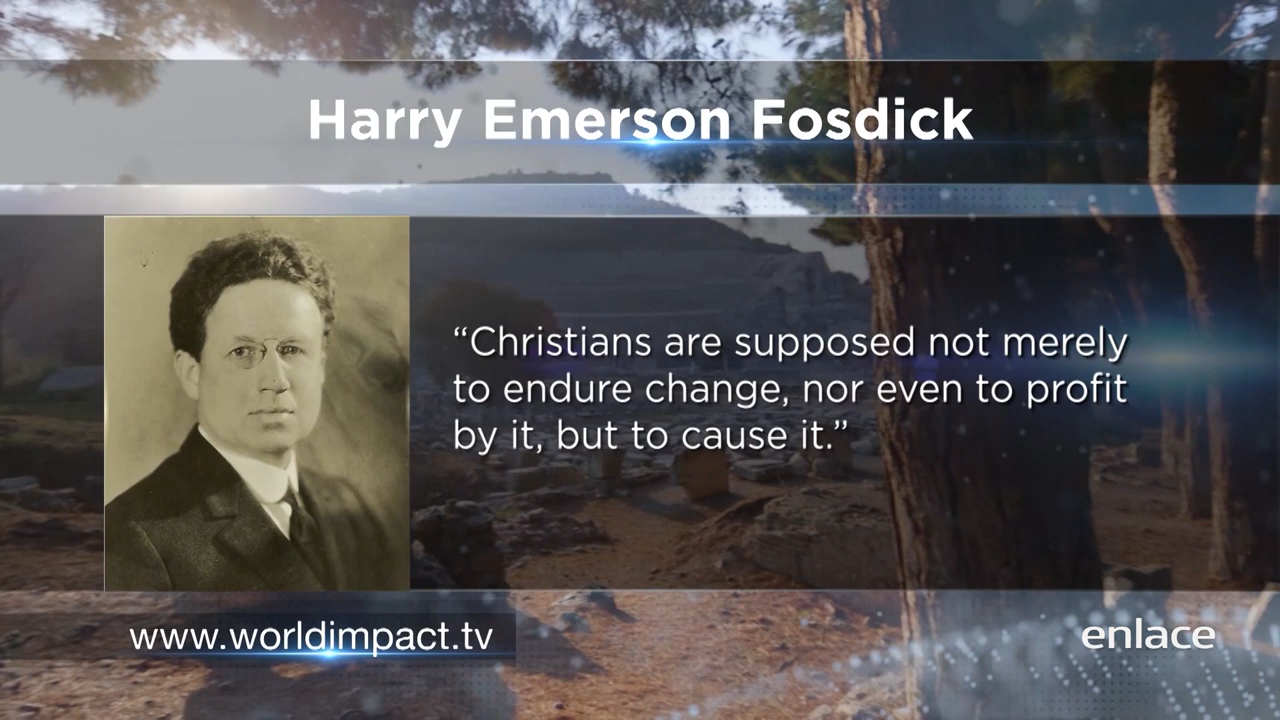 Harry Emerson Fosdick
“Christians are supposed not merely
to endure change, nor even to profit
by it, but to cause it.”
www.worldimpact.tv
enlace